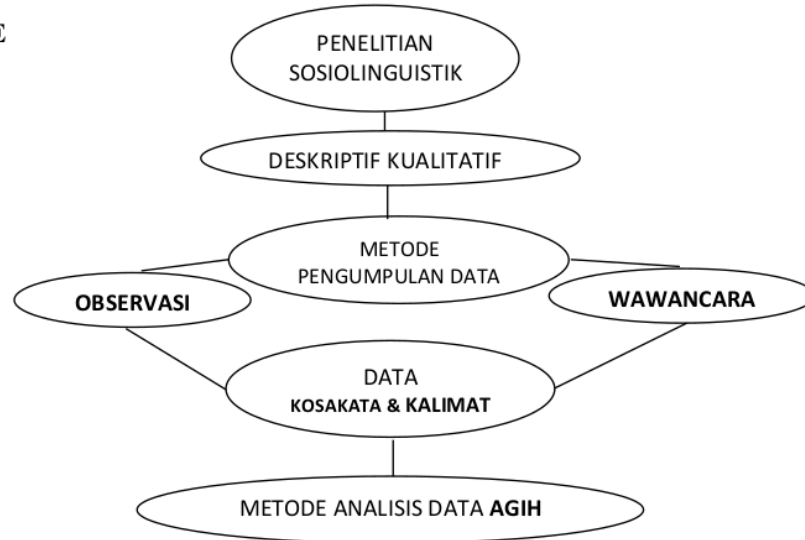 E
PENELITIAN
SOSIOLINGUISTIK
DESKRIPTIF KUALITATIF
METODE
PENGUMPULAN DATA
OBSERVASI
WAWANCARA
DATA
KOSAKATA & KALIMAT
METODE ANALISIS DATA AGIH